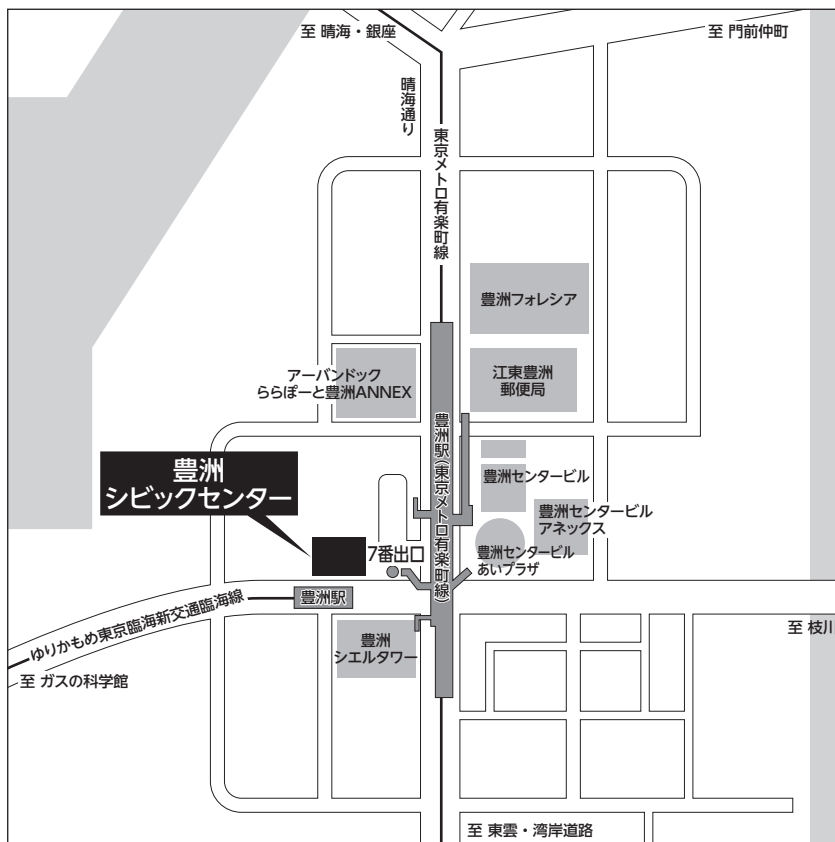 至 晴海・銀座
至 門前仲町
晴海通り
東京メトロ有楽町線
豊洲フォレシア
アーバンドック
ららぽーと豊洲ANNEX
江東豊洲
郵便局
豊洲駅(東京メトロ有楽町線)
豊洲
シビックセンター
豊洲センタービル
豊洲センタービル
アネックス
7番出口
豊洲センタービル
あいプラザ
豊洲駅
ゆりかもめ東京臨海新交通臨海線
豊洲
シエルタワー
至 枝川
至 ガスの科学館
至 東雲・湾岸道路